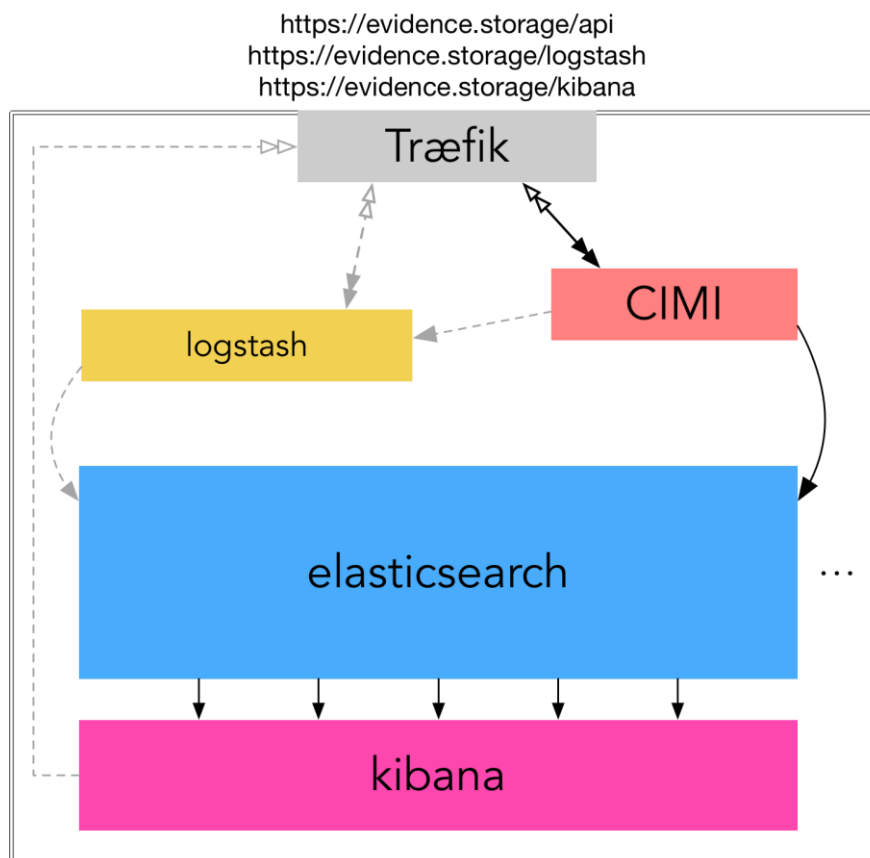 https://evidence.storage/api
https://evidence.storage/logstash
https://evidence.storage/kibana
Træfik
CIMI
logstash
elasticsearch
...
kibana